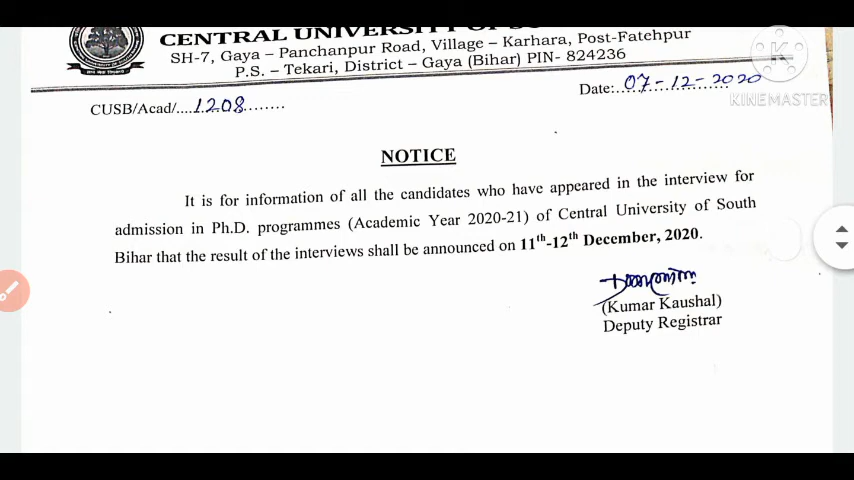 CENTRAL UNIVERSITY OF
SH-7, Gaya – Panchanpur Road, Village – Karhara, Post-Fatehpur
P.S. – Tekari, District – Gaya (Bihar) PIN- 824236
CUSB/Acad/....1208........
Date:..07-12-2020
K
KINEMASTER
NOTICE
It is for information of all the candidates who have appeared in the interview for
admission in Ph.D. programmes (Academic Year 2020-21) of Central University of South
Bihar that the result of the interviews shall be announced on 11th-12th December, 2020.
(Kumar Kaushal)
Deputy Registrar